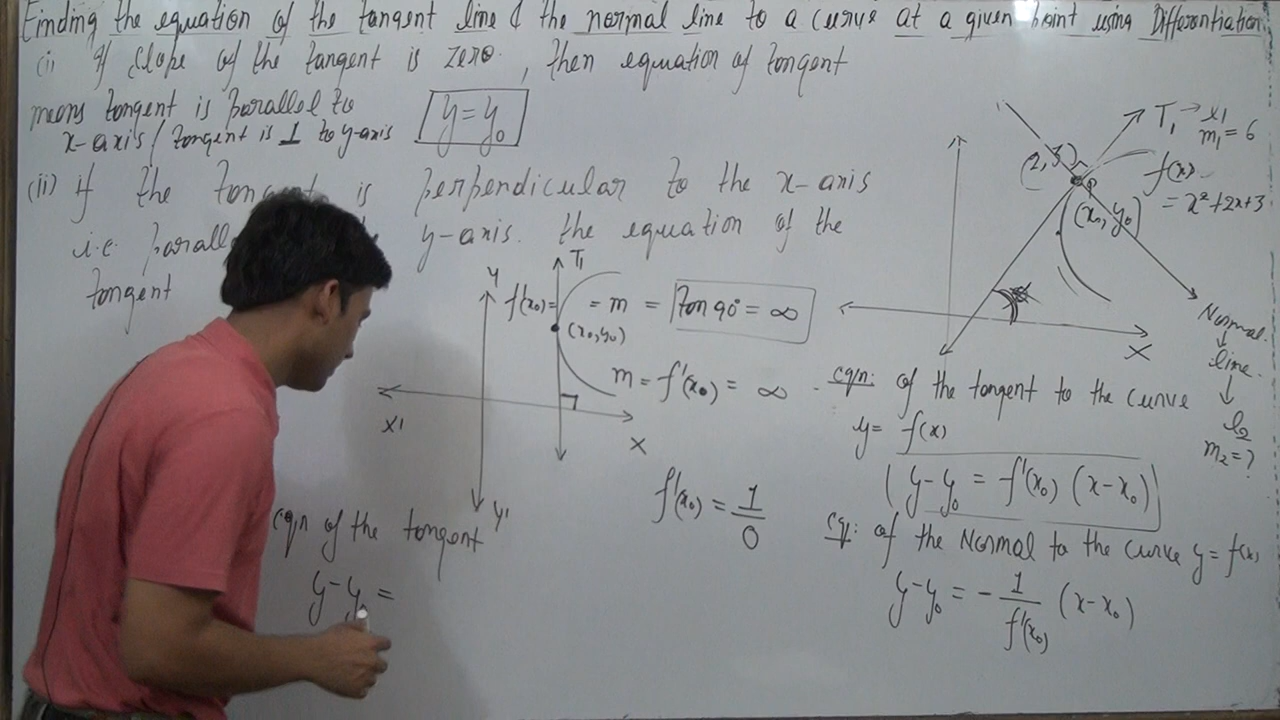 Finding the equation of the tangent line & the normal line to a curve at a given point using Differentiation.
(i) If slope of the tangent is zero, then equation of tangent
means tangent is parallel to
x-axis / tangent is ⊥ to y-axis
y = y₀
(ii) if the tangent is perpendicular to the x-axis
i.e. parall y-axis. the equation of the
tangent
Y
T₁
f(x₀) = = m = tan 90° = ∞
(x₀, y₀)
m = f'(x₀) = ∞
X1
X
Y'
f'(x₀) = 1/0
eqn of the tangent
y - y₀ =
T₁ →
m₁ = 6
(2, 3)
P
f(x)
= x² + 2x + 3
(x₀, y₀)
X
Normal
↓
line
↓
l₂
m₂ = ?
eqn: of the tangent to the curve
y = f(x)
y - y₀ = f'(x₀) (x - x₀)
Eq: of the Normal to the curve y = f(x)
y - y₀ = - 1/f'(x₀) (x - x₀)